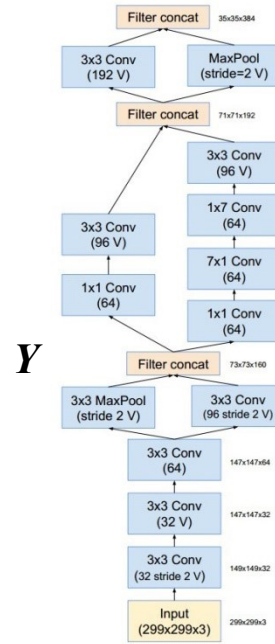 Filter concat 35x35x384
3x3 Conv
(192 V)
MaxPool
(stride=2 V)
Filter concat 71x71x192
3x3 Conv
(96 V)
1x7 Conv
(64)
3x3 Conv
(96 V)
7x1 Conv
(64)
1x1 Conv
(64)
1x1 Conv
(64)
Y
Filter concat 73x73x160
3x3 MaxPool
(stride 2 V)
3x3 Conv
(96 stride 2 V)
3x3 Conv
(64)
147x147x64
3x3 Conv
(32 V)
147x147x32
3x3 Conv
(32 stride 2 V)
149x149x32
Input
(299x299x3)
299x299x3